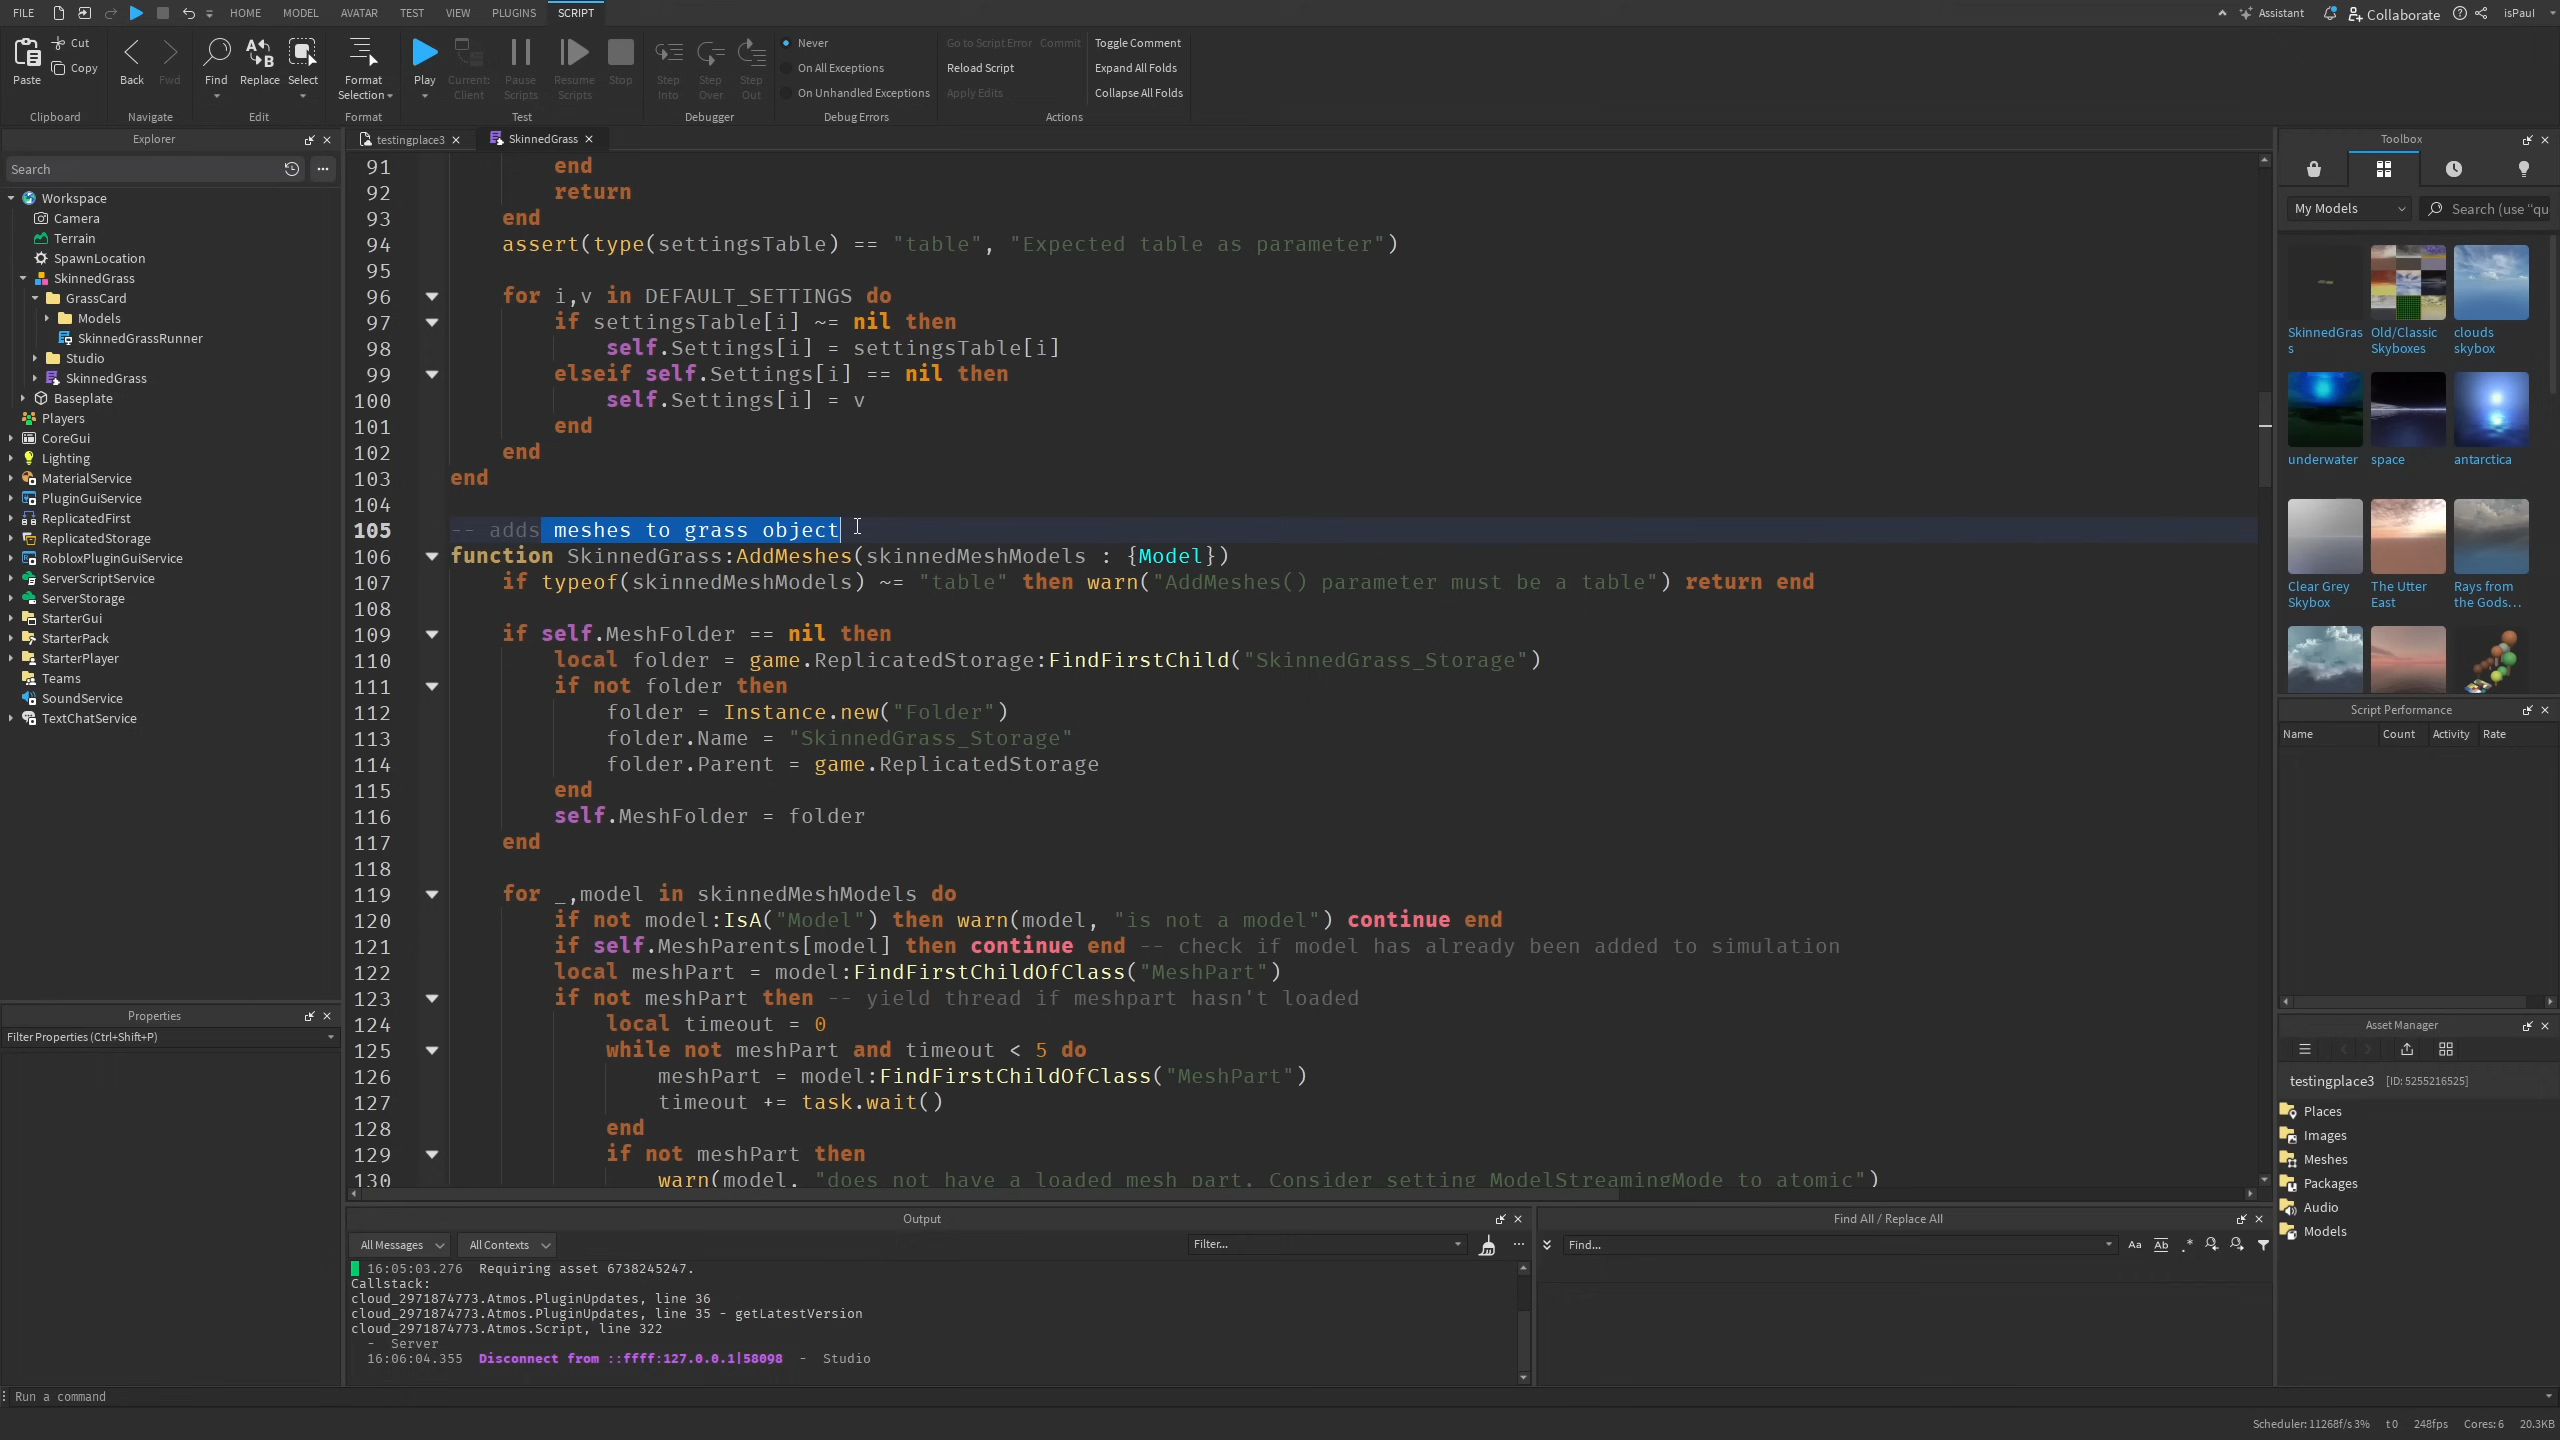 FILE HOME MODEL AVATAR TEST VIEW PLUGINS SCRIPT Assistant Collaborate isPaul
Paste Cut Copy Back Fwd Find Replace Select Format Selection Play Current: Client Pause Scripts Resume Scripts Stop Step Into Step Over Step Out
Never
On All Exceptions
On Unhandled Exceptions
Go to Script Error Commit
Reload Script
Apply Edits
Toggle Comment
Expand All Folds
Collapse All Folds
Clipboard Navigate Edit Format Test Debugger Debug Errors Actions
Explorer
Search
Workspace
Camera
Terrain
SpawnLocation
SkinnedGrass
GrassCard
Models
SkinnedGrassRunner
Studio
SkinnedGrass
Baseplate
Players
CoreGui
Lighting
MaterialService
PluginGuiService
ReplicatedFirst
ReplicatedStorage
RobloxPluginGuiService
ServerScriptService
ServerStorage
StarterGui
StarterPack
StarterPlayer
Teams
SoundService
TextChatService
Properties
Filter Properties (Ctrl+Shift+P)
testingplace3 SkinnedGrass
91 end
92 return
93 end
94 assert(type(settingsTable) == "table", "Expected table as parameter")
95
96 for i,v in DEFAULT_SETTINGS do
97 if settingsTable[i] ~= nil then
98 self.Settings[i] = settingsTable[i]
99 elseif self.Settings[i] == nil then
100 self.Settings[i] = v
101 end
102 end
103 end
104
105 -- adds meshes to grass object
106 function SkinnedGrass:AddMeshes(skinnedMeshModels : {Model})
107 if typeof(skinnedMeshModels) ~= "table" then warn("AddMeshes() parameter must be a table") return end
108
109 if self.MeshFolder == nil then
110 local folder = game.ReplicatedStorage:FindFirstChild("SkinnedGrass_Storage")
111 if not folder then
112 folder = Instance.new("Folder")
113 folder.Name = "SkinnedGrass_Storage"
114 folder.Parent = game.ReplicatedStorage
115 end
116 self.MeshFolder = folder
117 end
118
119 for _,model in skinnedMeshModels do
120 if not model:IsA("Model") then warn(model, "is not a model") continue end
121 if self.MeshParents[model] then continue end -- check if model has already been added to simulation
122 local meshPart = model:FindFirstChildOfClass("MeshPart")
123 if not meshPart then -- yield thread if meshpart hasn't loaded
124 local timeout = 0
125 while not meshPart and timeout < 5 do
126 meshPart = model:FindFirstChildOfClass("MeshPart")
127 timeout += task.wait()
128 end
129 if not meshPart then
130 warn(model, "does not have a loaded mesh part. Consider setting ModelStreamingMode to atomic")
Output
All Messages All Contexts Filter...
16:05:03.276 Requiring asset 6738245247.
Callstack:
cloud_2971874773.Atmos.PluginUpdates, line 36
cloud_2971874773.Atmos.PluginUpdates, line 35 - getLatestVersion
cloud_2971874773.Atmos.Script, line 322
- Server
16:06:04.355 Disconnect from ::ffff:127.0.0.1|58098 - Studio
Find All / Replace All
Find... Aa Ab .*
Toolbox
My Models Search (use "qu
SkinnedGras
s
Old/Classic
Skyboxes
clouds
skybox
underwater space antarctica
Clear Grey
Skybox
The Utter
East
Rays from
the Gods...
Script Performance
Name Count Activity Rate
Asset Manager
testingplace3 [ID: 5255216525]
Places
Images
Meshes
Packages
Audio
Models
Run a command
Scheduler: 11268f/s 3% t 0 248fps Cores: 6 20.3KB